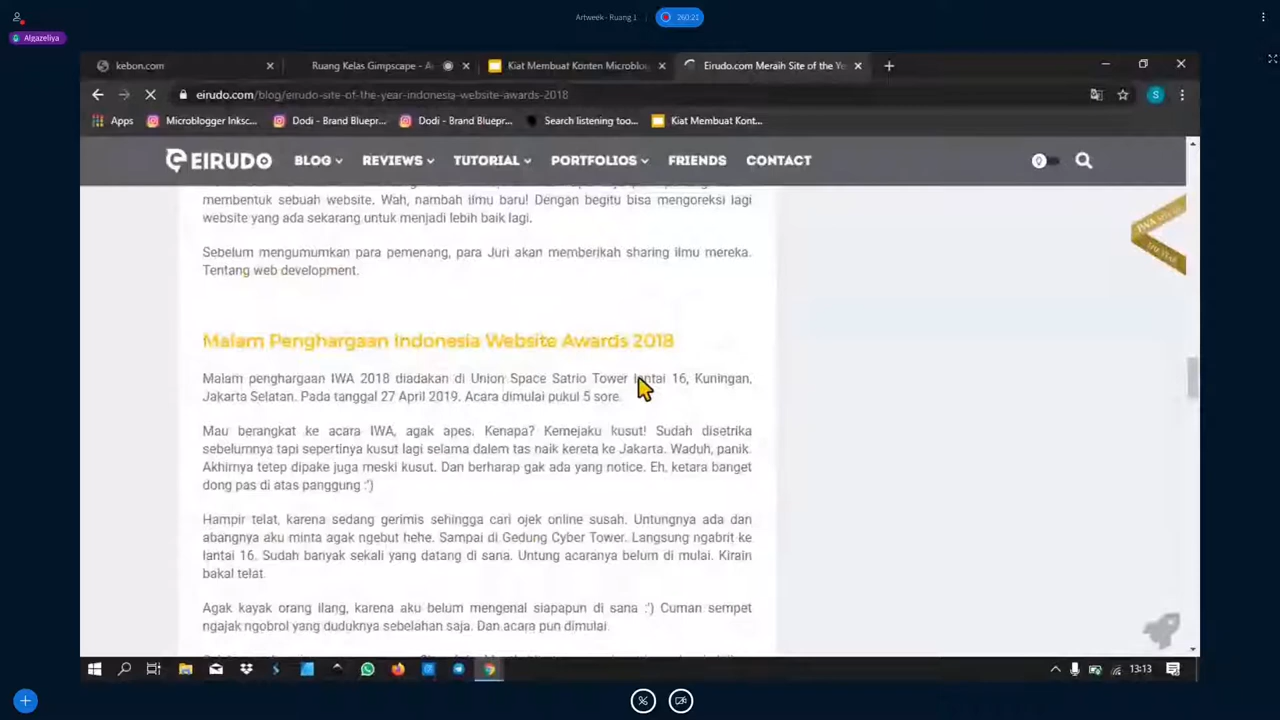 Artweek - Ruang 1
260:21
Algazeliya
kebon.com
Ruang Kelas Gimpscape - A
Kiat Membuat Konten Microblo
Eirudo.com Meraih Site of the Ye
eirudo.com/blog/eirudo-site-of-the-year-indonesia-website-awards-2018
S
Apps
Microblogger Inksc...
Dodi - Brand Bluepr...
Dodi - Brand Bluepr...
Search listening too...
Kiat Membuat Kont...
EIRUDO
BLOG
REVIEWS
TUTORIAL
PORTFOLIOS
FRIENDS
CONTACT
membentuk sebuah website. Wah, nambah ilmu baru! Dengan begitu bisa mengoreksi lagi
website yang ada sekarang untuk menjadi lebih baik lagi.
Sebelum mengumumkan para pemenang, para Juri akan memberikah sharing ilmu mereka.
Tentang web development.
Malam Penghargaan Indonesia Website Awards 2018
Malam penghargaan IWA 2018 diadakan di Union Space Satrio Tower lantai 16, Kuningan,
Jakarta Selatan. Pada tanggal 27 April 2019. Acara dimulai pukul 5 sore.
Mau berangkat ke acara IWA, agak apes. Kenapa? Kemejaku kusut! Sudah disetrika
sebelumnya tapi sepertinya kusut lagi selama dalem tas naik kereta ke Jakarta. Waduh, panik.
Akhirnya tetep dipake juga meski kusut. Dan berharap gak ada yang notice. Eh, ketara banget
dong pas di atas panggung :')
Hampir telat, karena sedang gerimis sehingga cari ojek online susah. Untungnya ada dan
abangnya aku minta agak ngebut hehe. Sampai di Gedung Cyber Tower. Langsung ngabrit ke
lantai 16. Sudah banyak sekali yang datang di sana. Untung acaranya belum di mulai. Kirain
bakal telat.
Agak kayak orang ilang, karena aku belum mengenal siapapun di sana :') Cuman sempet
ngajak ngobrol yang duduknya sebelahan saja. Dan acara pun dimulai.
13:13